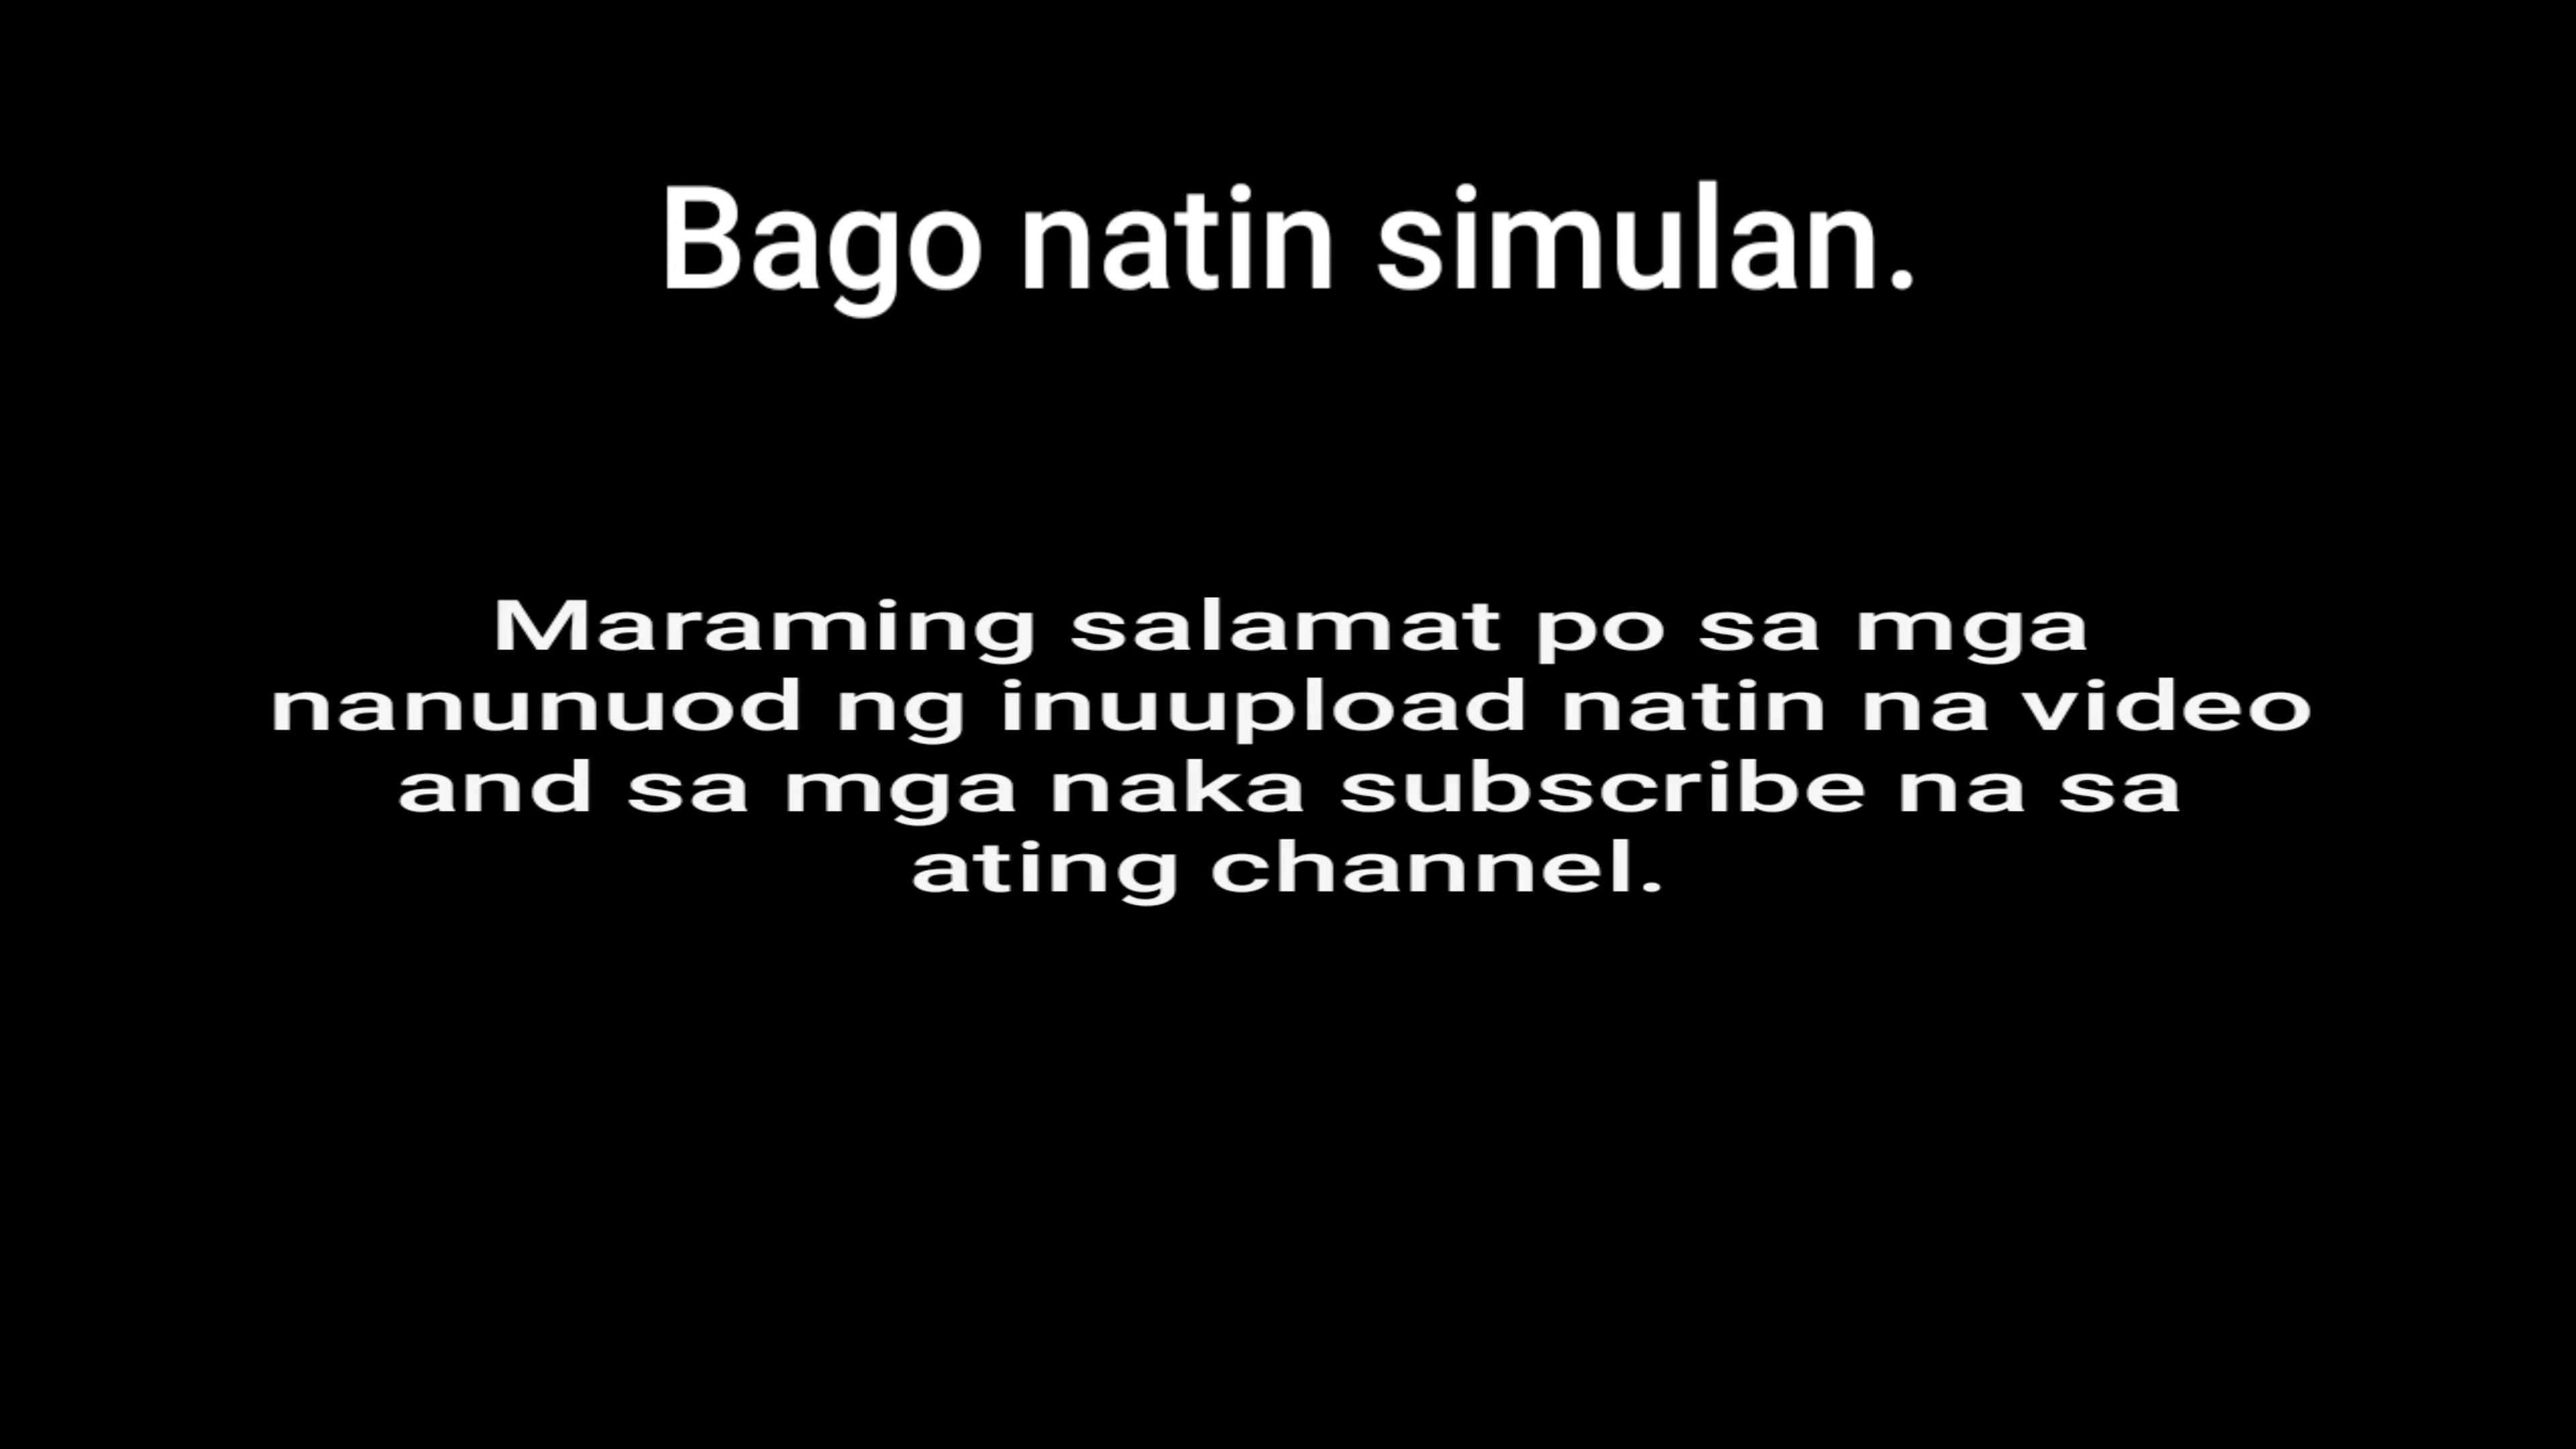 Bago natin simulan.
Maraming salamat po sa mga
nanunuod ng inuupload natin na video
and sa mga naka subscribe na sa
ating channel.